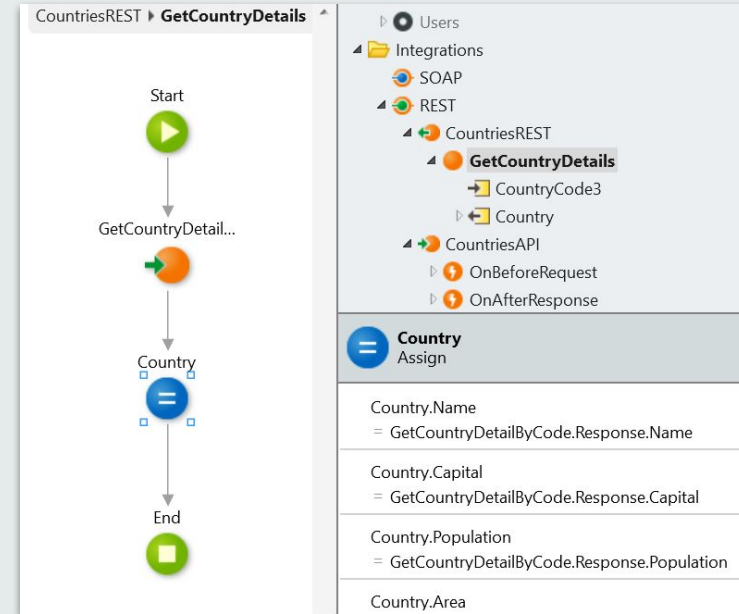 CountriesREST ▸ GetCountryDetails
Start
GetCountryDetail...
Country
End
Users
Integrations
SOAP
REST
CountriesREST
GetCountryDetails
CountryCode3
Country
CountriesAPI
OnBeforeRequest
OnAfterResponse
Country
Assign
Country.Name
= GetCountryDetailByCode.Response.Name
Country.Capital
= GetCountryDetailByCode.Response.Capital
Country.Population
= GetCountryDetailByCode.Response.Population
Country.Area